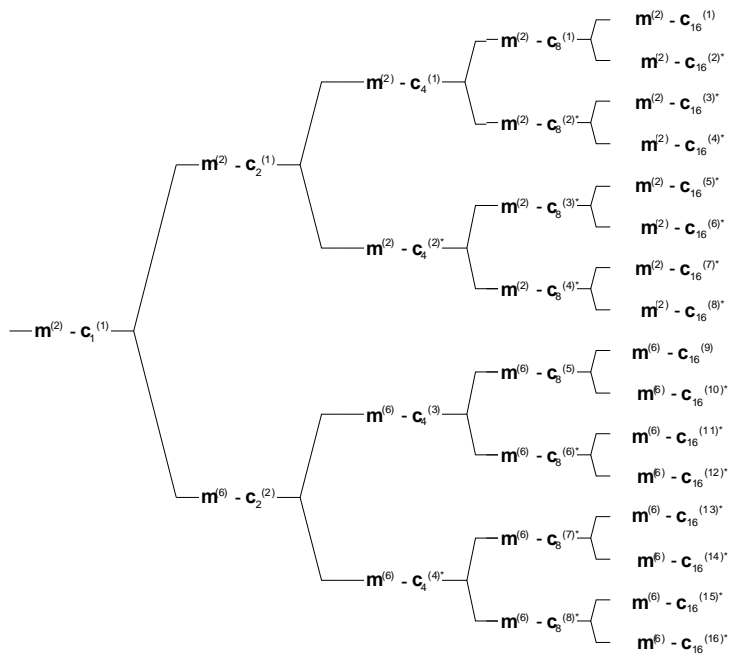 m(2) - c16(1)
m(2) - c8(1)
m(2) - c16(2)*
m(2) - c4(1)
m(2) - c16(3)*
m(2) - c8(2)*
m(2) - c16(4)*
m(2) - c2(1)
m(2) - c16(5)*
m(2) - c8(3)*
m(2) - c16(6)*
m(2) - c4(2)*
m(2) - c16(7)*
m(2) - c8(4)*
m(2) - c16(8)*
m(2) - c1(1)
m(6) - c16(9)
m(6) - c8(5)
m(6) - c16(10)*
m(6) - c4(3)
m(6) - c16(11)*
m(6) - c8(6)*
m(6) - c16(12)*
m(6) - c2(2)
m(6) - c16(13)*
m(6) - c8(7)*
m(6) - c16(14)*
m(6) - c4(4)*
m(6) - c16(15)*
m(6) - c8(8)*
m(6) - c16(16)*